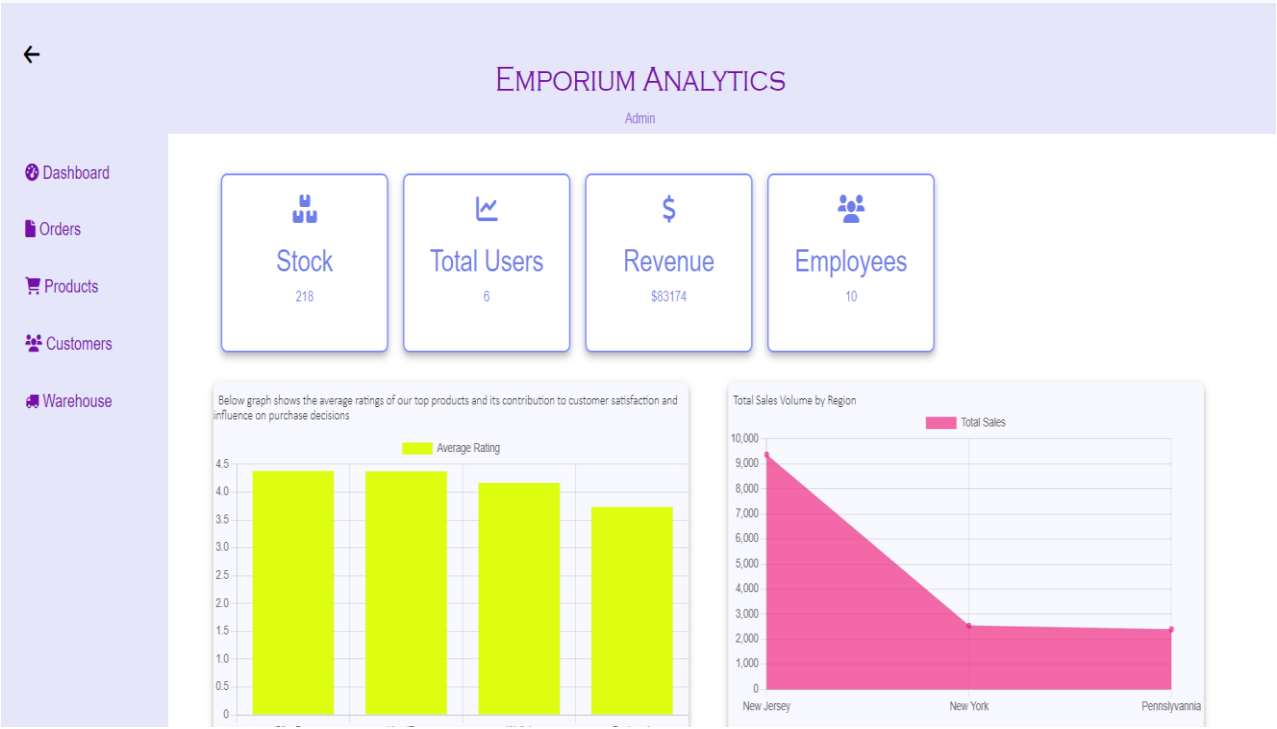 EMPORIUM ANALYTICS
Admin
Dashboard
Orders
Products
Customers
Warehouse
Stock
218
Total Users
6
Revenue
$83174
Employees
10
Below graph shows the average ratings of our top products and its contribution to customer satisfaction and
influence on purchase decisions
Average Rating
4.5
4.0
3.5
3.0
2.5
2.0
1.5
1.0
0.5
0
Total Sales Volume by Region
Total Sales
10,000
9,000
8,000
7,000
6,000
5,000
4,000
3,000
2,000
1,000
0
New Jersey
New York
Pennslyvannia